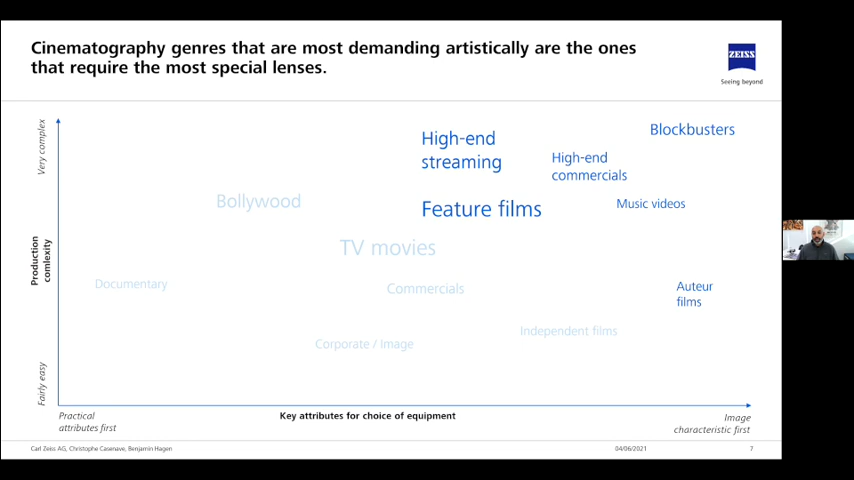 Cinematography genres that are most demanding artistically are the ones
that require the most special lenses.
ZEISS
Seeing beyond
Very complex
Production
comlexity
Fairly easy
High-end
streaming
Blockbusters
High-end
commercials
Bollywood
Feature films
Music videos
TV movies
Documentary
Commercials
Auteur
films
Independent films
Corporate / Image
Practical
attributes first
Key attributes for choice of equipment
Image
characteristic first
Carl Zeiss AG, Christophe Casenave, Benjamin Hagen
04/06/2021
7